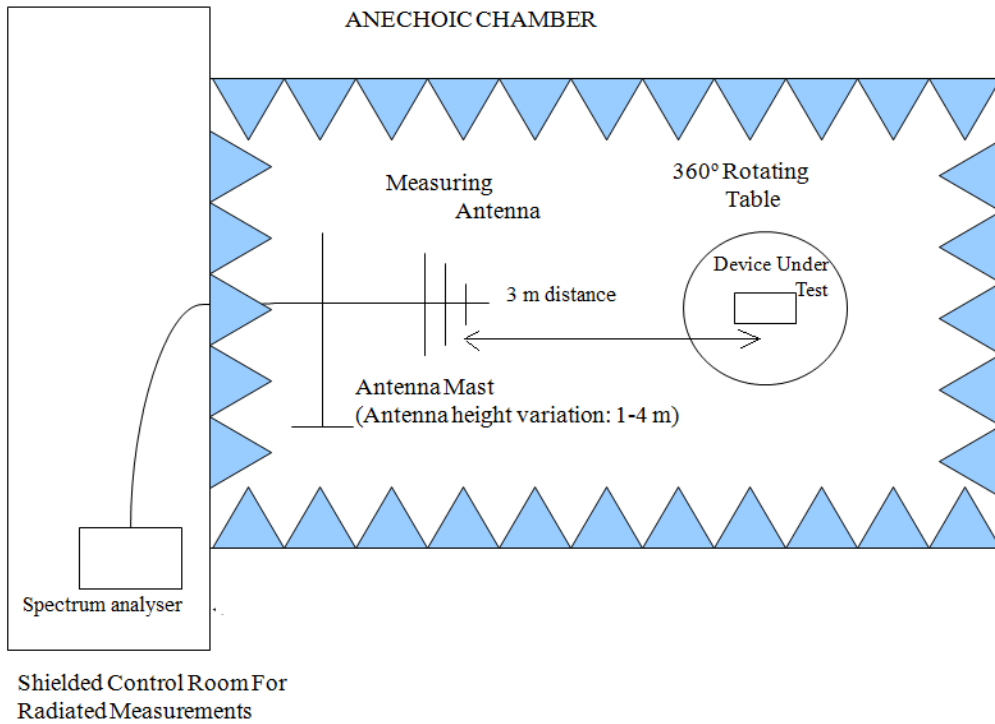 ANECHOIC CHAMBER
Measuring
Antenna
360º Rotating
Table
Device Under
Test
3 m distance
Antenna Mast
(Antenna height variation: 1-4 m)
Spectrum analyser
Shielded Control Room For
Radiated Measurements